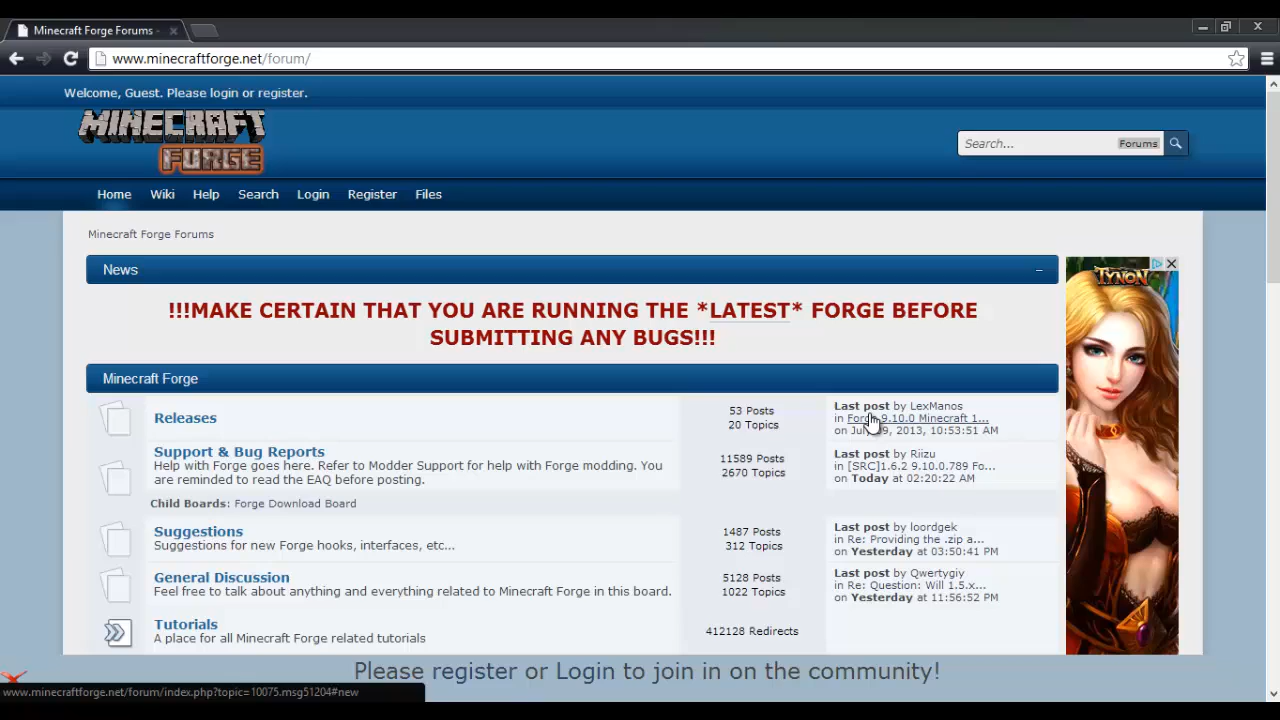 Minecraft Forge Forums -
www.minecraftforge.net/forum/
Welcome, Guest. Please login or register.
MINECRAFT
FORGE
Search... Forums
Home Wiki Help Search Login Register Files
Minecraft Forge Forums
News
TYNON
!!!MAKE CERTAIN THAT YOU ARE RUNNING THE *LATEST* FORGE BEFORE
SUBMITTING ANY BUGS!!!
Minecraft Forge
Releases
53 Posts
20 Topics
Last post by LexManos
in 9.10.0 Minecraft 1...
on 2013, 10:53:51 AM
Support & Bug Reports
Help with Forge goes here. Refer to Modder Support for help with Forge modding. You
are reminded to read the EAQ before posting.
Child Boards: Forge Download Board
11589 Posts
2670 Topics
Last post by Riizu
in [SRC]1.6.2 9.10.0.789 Fo...
on Today at 02:20:22 AM
Suggestions
Suggestions for new Forge hooks, interfaces, etc...
1487 Posts
312 Topics
Last post by loordgek
in Re: Providing the .zip a...
on Yesterday at 03:50:41 PM
General Discussion
Feel free to talk about anything and everything related to Minecraft Forge in this board.
5128 Posts
1022 Topics
Last post by Qwertygiy
in Re: Question: Will 1.5.x...
on Yesterday at 11:56:52 PM
Tutorials
A place for all Minecraft Forge related tutorials
412128 Redirects
Please register or Login to join in on the community!
www.minecraftforge.net/forum/index.php?topic=10075.msg51204#new